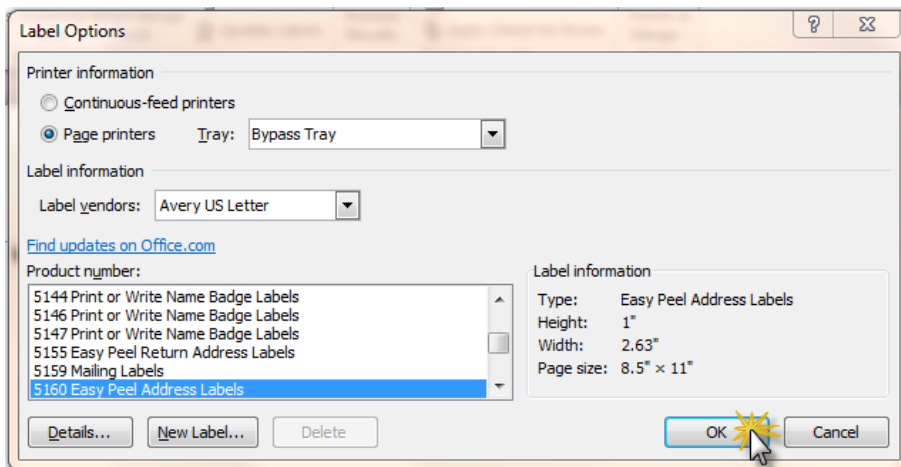 Label Options
Printer information
Continuous-feed printers
Page printers Tray: Bypass Tray
Label information
Label vendors: Avery US Letter
Find updates on Office.com
Product number:
5144 Print or Write Name Badge Labels
5146 Print or Write Name Badge Labels
5147 Print or Write Name Badge Labels
5155 Easy Peel Return Address Labels
5159 Mailing Labels
5160 Easy Peel Address Labels
Label information
Type: Easy Peel Address Labels
Height: 1"
Width: 2.63"
Page size: 8.5" × 11"
Details... New Label... Delete OK Cancel